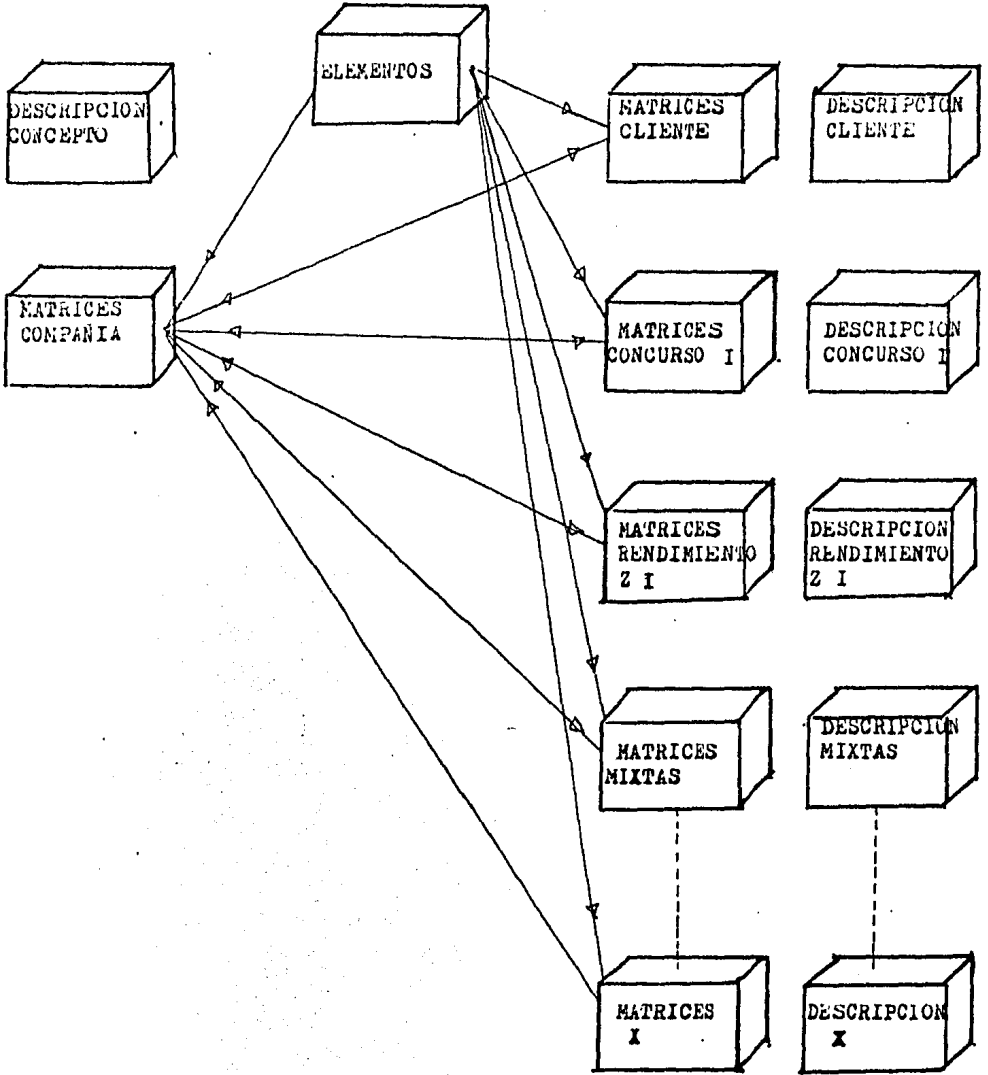 ELEMENTOS
DESCRIPCION
CONCEPTO
MATRICES
CLIENTE
DESCRIPCION
CLIENTE
MATRICES
COMPAÑIA
MATRICES
CONCURSO I
DESCRIPCION
CONCURSO I
MATRICES
RENDIMIENTO
Z I
DESCRIPCION
RENDIMIENTO
Z I
MATRICES
MIXTAS
DESCRIPCION
MIXTAS
MATRICES
X
DESCRIPCION
X